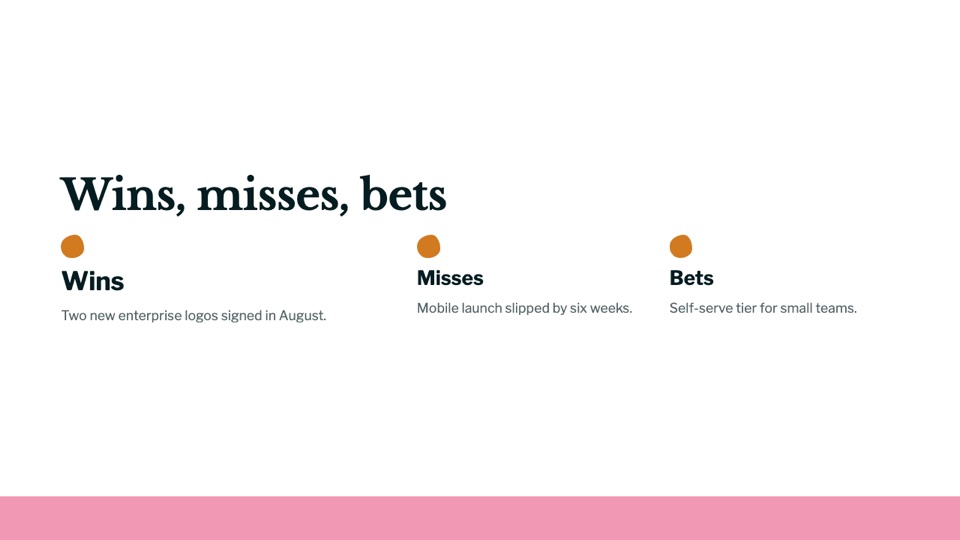 Wins, misses, bets
Wins
Two new enterprise logos signed in August.
Misses
Mobile launch slipped by six weeks.
Bets
Self-serve tier for small teams.